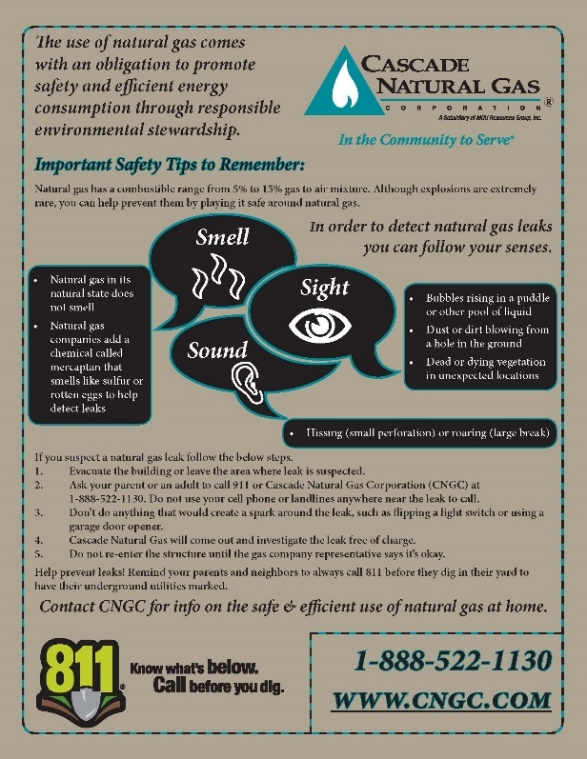 The use of natural gas comes
with an obligation to promote
safety and efficient energy
consumption through responsible
environmental stewardship.
CASCADE
NATURAL GAS
CORPORATION
®
A Subsidiary of MDU Resources Group, Inc.
In the Community to Serve®
Important Safety Tips to Remember:
Natural gas has a combustible range from 5% to 15% gas to air mixture. Although explosions are extremely
rare, you can help prevent them by playing it safe around natural gas.
In order to detect natural gas leaks
you can follow your senses.
Smell
• Natural gas in its
natural state does
not smell
• Natural gas
companies add a
chemical called
mercaptan that
smells like sulfur or
rotten eggs to help
detect leaks
Sight
• Bubbles rising in a puddle
or other pool of liquid
• Dust or dirt blowing from
a hole in the ground
• Dead or dying vegetation
in unexpected locations
Sound
• Hissing (small perforation) or roaring (large break)
If you suspect a natural gas leak follow the below steps.
1. Evacuate the building or leave the area where leak is suspected.
2. Ask your parent or an adult to call 911 or Cascade Natural Gas Corporation (CNGC) at
1-888-522-1130. Do not use your cell phone or landlines anywhere near the leak to call.
3. Don't do anything that would create a spark around the leak, such as flipping a light switch or using a
garage door opener.
4. Cascade Natural Gas will come out and investigate the leak free of charge.
5. Do not re-enter the structure until the gas company representative says it's okay.
Help prevent leaks! Remind your parents and neighbors to always call 811 before they dig in their yard to
have their underground utilities marked.
Contact CNGC for info on the safe & efficient use of natural gas at home.
811
®
Know what's below.
Call before you dig.
1-888-522-1130
WWW.CNGC.COM